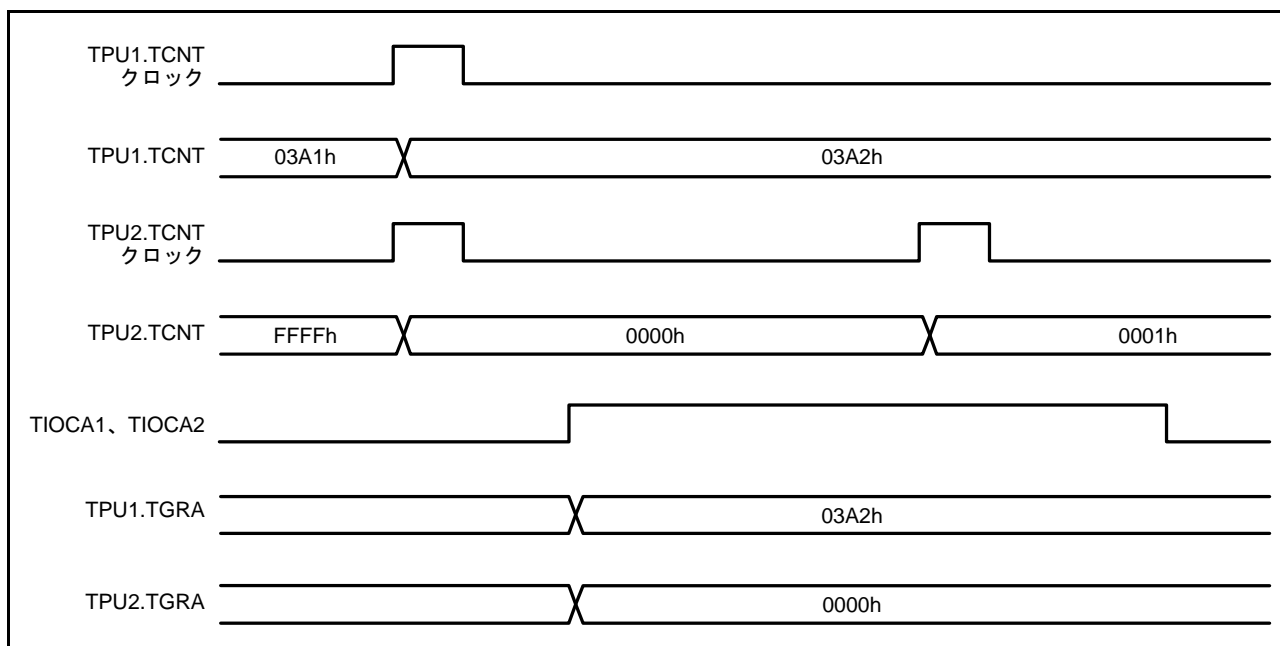 TPU1.TCNT
クロック
TPU1.TCNT
03A1h
03A2h
TPU2.TCNT
クロック
TPU2.TCNT
FFFFh
0000h
0001h
TIOCA1、TIOCA2
TPU1.TGRA
03A2h
TPU2.TGRA
0000h